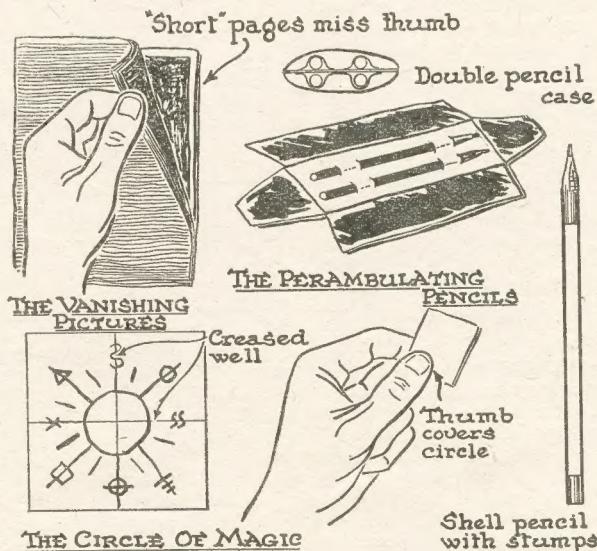 "Short" pages miss thumb
Double pencil
case
THE VANISHING
PICTURES
THE PERAMBULATING
PENCILS
Creased
well
Thumb
covers
circle
THE CIRCLE OF MAGIC
Shell pencil
with stumps